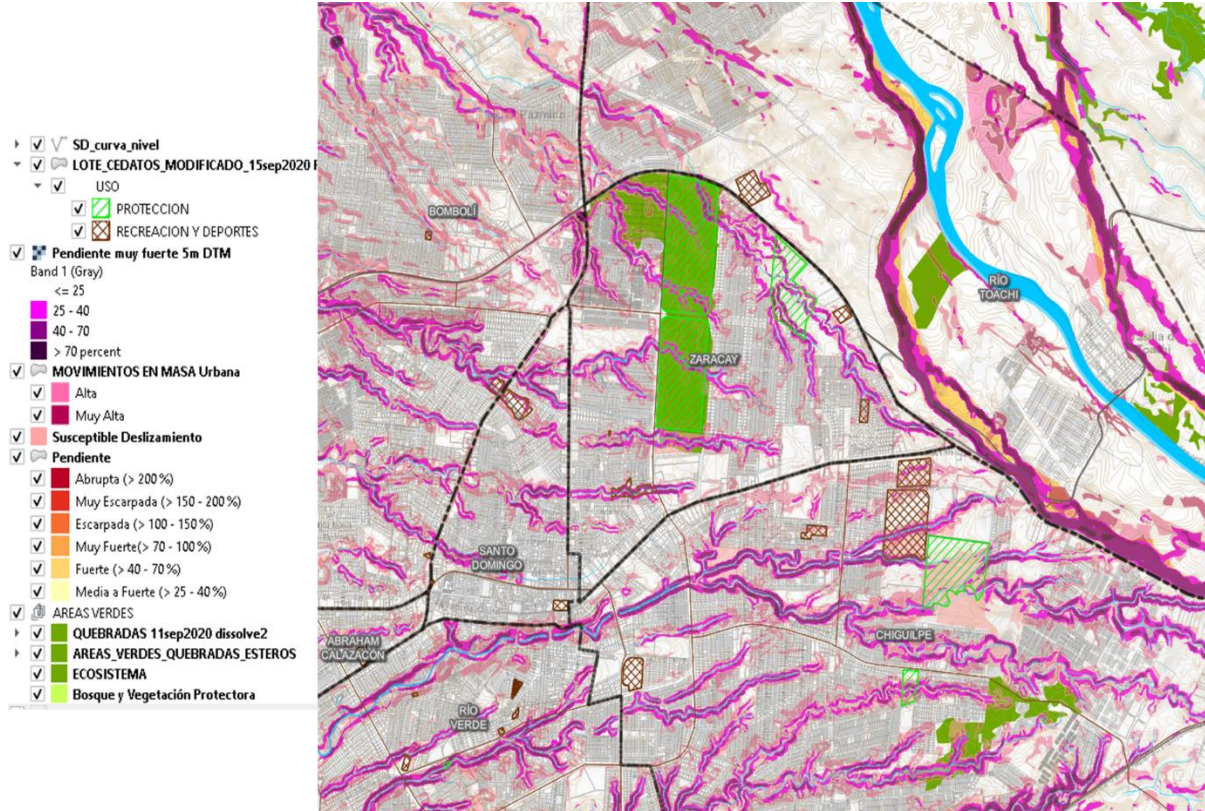 SD_curva_nivel
LOTE_CEDATOS_MODIFICADO_15sep2020
USO
PROTECCION
RECREACION Y DEPORTES
Pendiente muy fuerte 5m DTM
Band 1 (Gray)
<= 25
25 - 40
40 - 70
> 70 percent
MOVIMIENTOS EN MASA Urbana
Alta
Muy Alta
Susceptible Deslizamiento
Pendiente
Abrupta (> 200%)
Muy Escarpada (> 150 - 200%)
Escarpada (> 100 - 150%)
Muy Fuerte(> 70 - 100%)
Fuerte (> 40 - 70%)
Media a Fuerte (> 25 - 40%)
AREAS VERDES
QUEBRADAS 11sep2020 dissolve2
AREAS_VERDES_QUEBRADAS_ESTEROS
ECOSISTEMA
Bosque y Vegetación Protectora
BOMBOLÍ
RÍO
TOACHI
ZARACAY
SANTO
DOMINGO
ABRAHAM
CALAZACÓN
CHIGUILPE
RÍO
VERDE